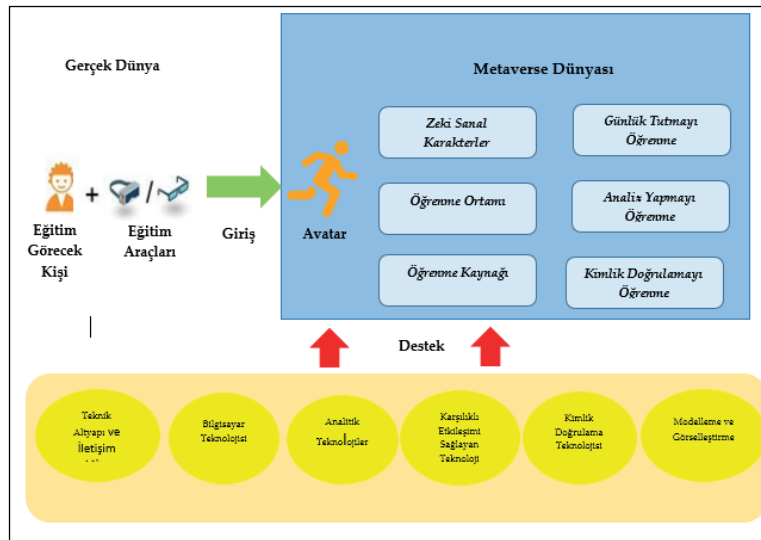 Gerçek Dünya
Metaverse Dünyası
Zeki Sanal
Karakterler
Günlük Tutmayı
Öğrenme
Öğrenme Ortamı
Analiz Yapmayı
Öğrenme
Öğrenme Kaynağı
Kimlik Doğrulamayı
Öğrenme
+
/
Eğitim
Görecek
Kişi
Eğitim
Araçları
Giriş
Avatar
Destek
Teknik
Altyapı ve
İletişim
Bilgisayar
Teknolojisi
Analitik
Teknolojiler
Karşılıklı
Etkileşimi
Sağlayan
Teknoloji
Kimlik
Doğrulama
Teknolojisi
Modelleme ve
Görselleştirme